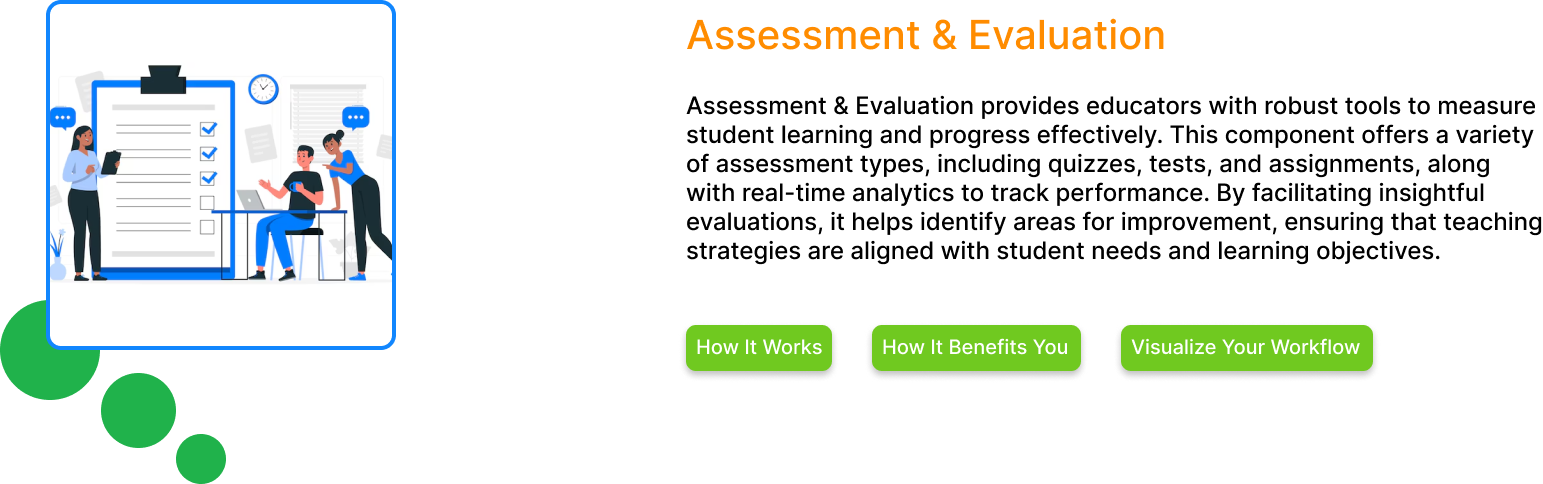 Assessment & Evaluation
Assessment & Evaluation provides educators with robust tools to measure
student learning and progress effectively. This component offers a variety
of assessment types, including quizzes, tests, and assignments, along
with real-time analytics to track performance. By facilitating insightful
evaluations, it helps identify areas for improvement, ensuring that teaching
strategies are aligned with student needs and learning objectives.
How It Works
How It Benefits You
Visualize Your Workflow